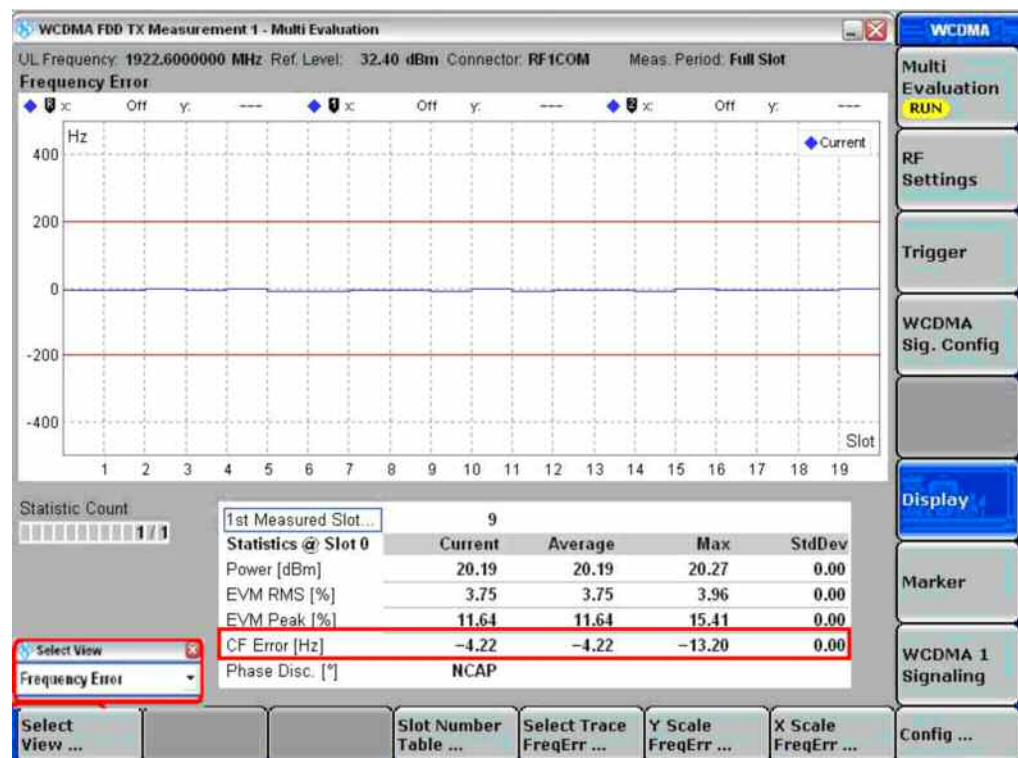 WCDMA FDD TX Measurement 1 - Multi Evaluation
UL Frequency: 1922.6000000 MHz Ref. Level: 32.40 dBm Connector: RF1COM Meas. Period: Full Slot
Frequency Error
x: Off y: --- x: Off y: --- x: Off y: ---
Hz
Current
400
200
0
-200
-400
Slot
1 2 3 4 5 6 7 8 9 10 11 12 13 14 15 16 17 18 19
Statistic Count
1 / 1
1st Measured Slot... 9
Statistics @ Slot 0 Current Average Max StdDev
Power [dBm] 20.19 20.19 20.27 0.00
EVM RMS [%] 3.75 3.75 3.96 0.00
EVM Peak [%] 11.64 11.64 15.41 0.00
CF Error [Hz] −4.22 −4.22 −13.20 0.00
Phase Disc. [°] NCAP
Select View
Frequency Error
Select View ...
Slot Number Table ...
Select Trace FreqErr ...
Y Scale FreqErr ...
X Scale FreqErr ...
WCDMA
Multi
Evaluation
RUN
RF
Settings
Trigger
WCDMA
Sig. Config
Display
Marker
WCDMA 1
Signaling
Config ...